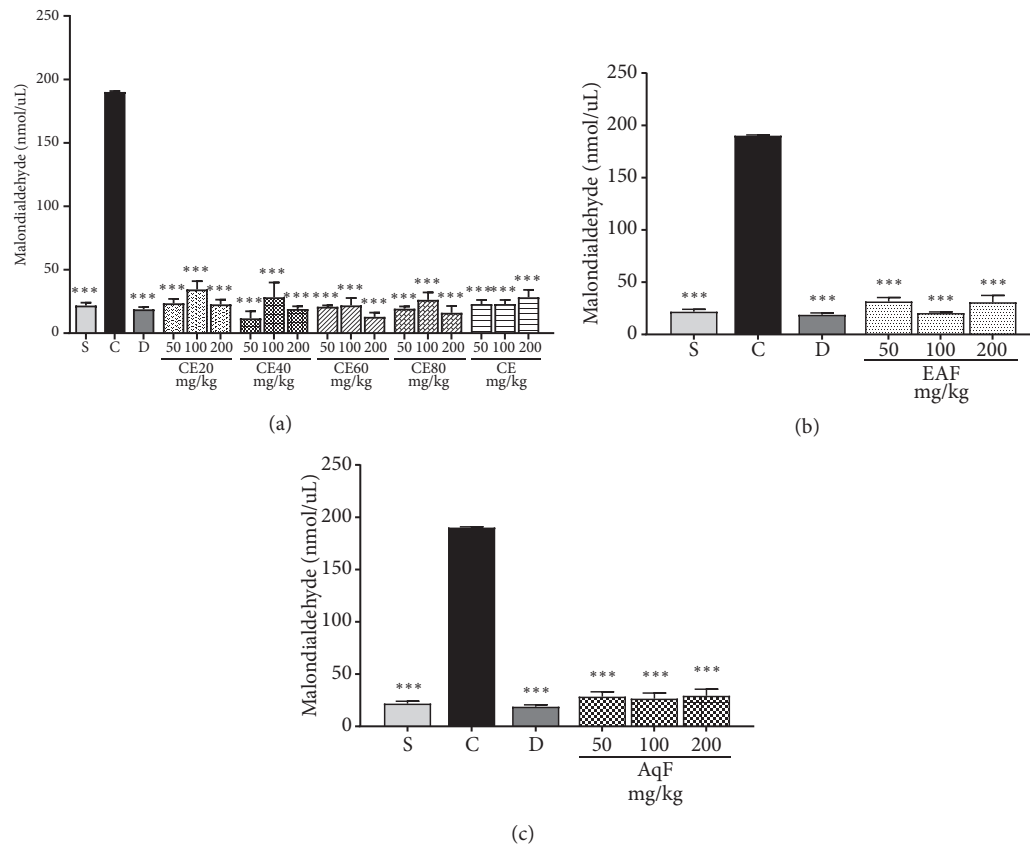 Malondialdehyde (nmol/uL)
250
200
150
100
50
0
*** *** *** *** *** *** *** *** *** *** *** *** *** *** *** *** ***
S C D 50 100 200 50 100 200 50 100 200 50 100 200 50 100 200
CE20 CE40 CE60 CE80 CE
mg/kg mg/kg mg/kg mg/kg mg/kg
(a)
Malondialdehyde (nmol/uL)
250
200
150
100
50
0
*** *** *** *** ***
S C D 50 100 200
EAF
mg/kg
(b)
Malondialdehyde (nmol/uL)
250
200
150
100
50
0
*** *** *** *** ***
S C D 50 100 200
AqF
mg/kg
(c)